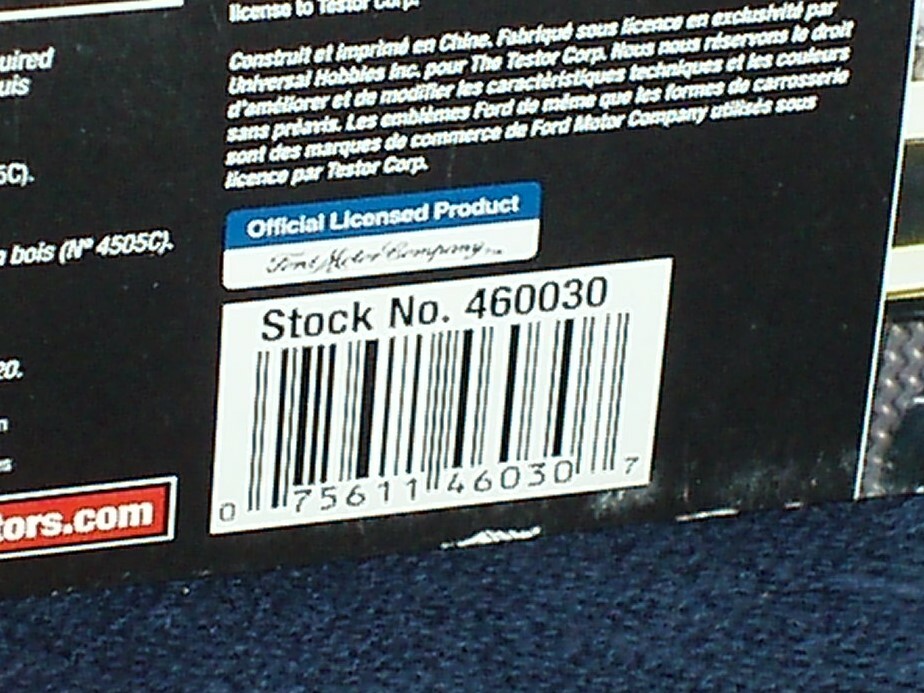 license to Testor Corp.
uired
uis
Construit et imprimé en Chine. Fabriqué sous licence en exclusivité par
Universal Hobbies Inc. pour The Testor Corp. Nous nous réservons le droit
d'améliorer et de modifier les caractéristiques techniques et les couleurs
sans préavis. Les emblèmes Ford de même que les formes de carrosserie
sont des marques de commerce de Ford Motor Company utilisés sous
licence par Testor Corp.
5C).
bois (Nº 4505C).
Official Licensed Product
Ford Motor Company
Stock No. 460030
20.
n
es
tors.com
0 75611 46030 7